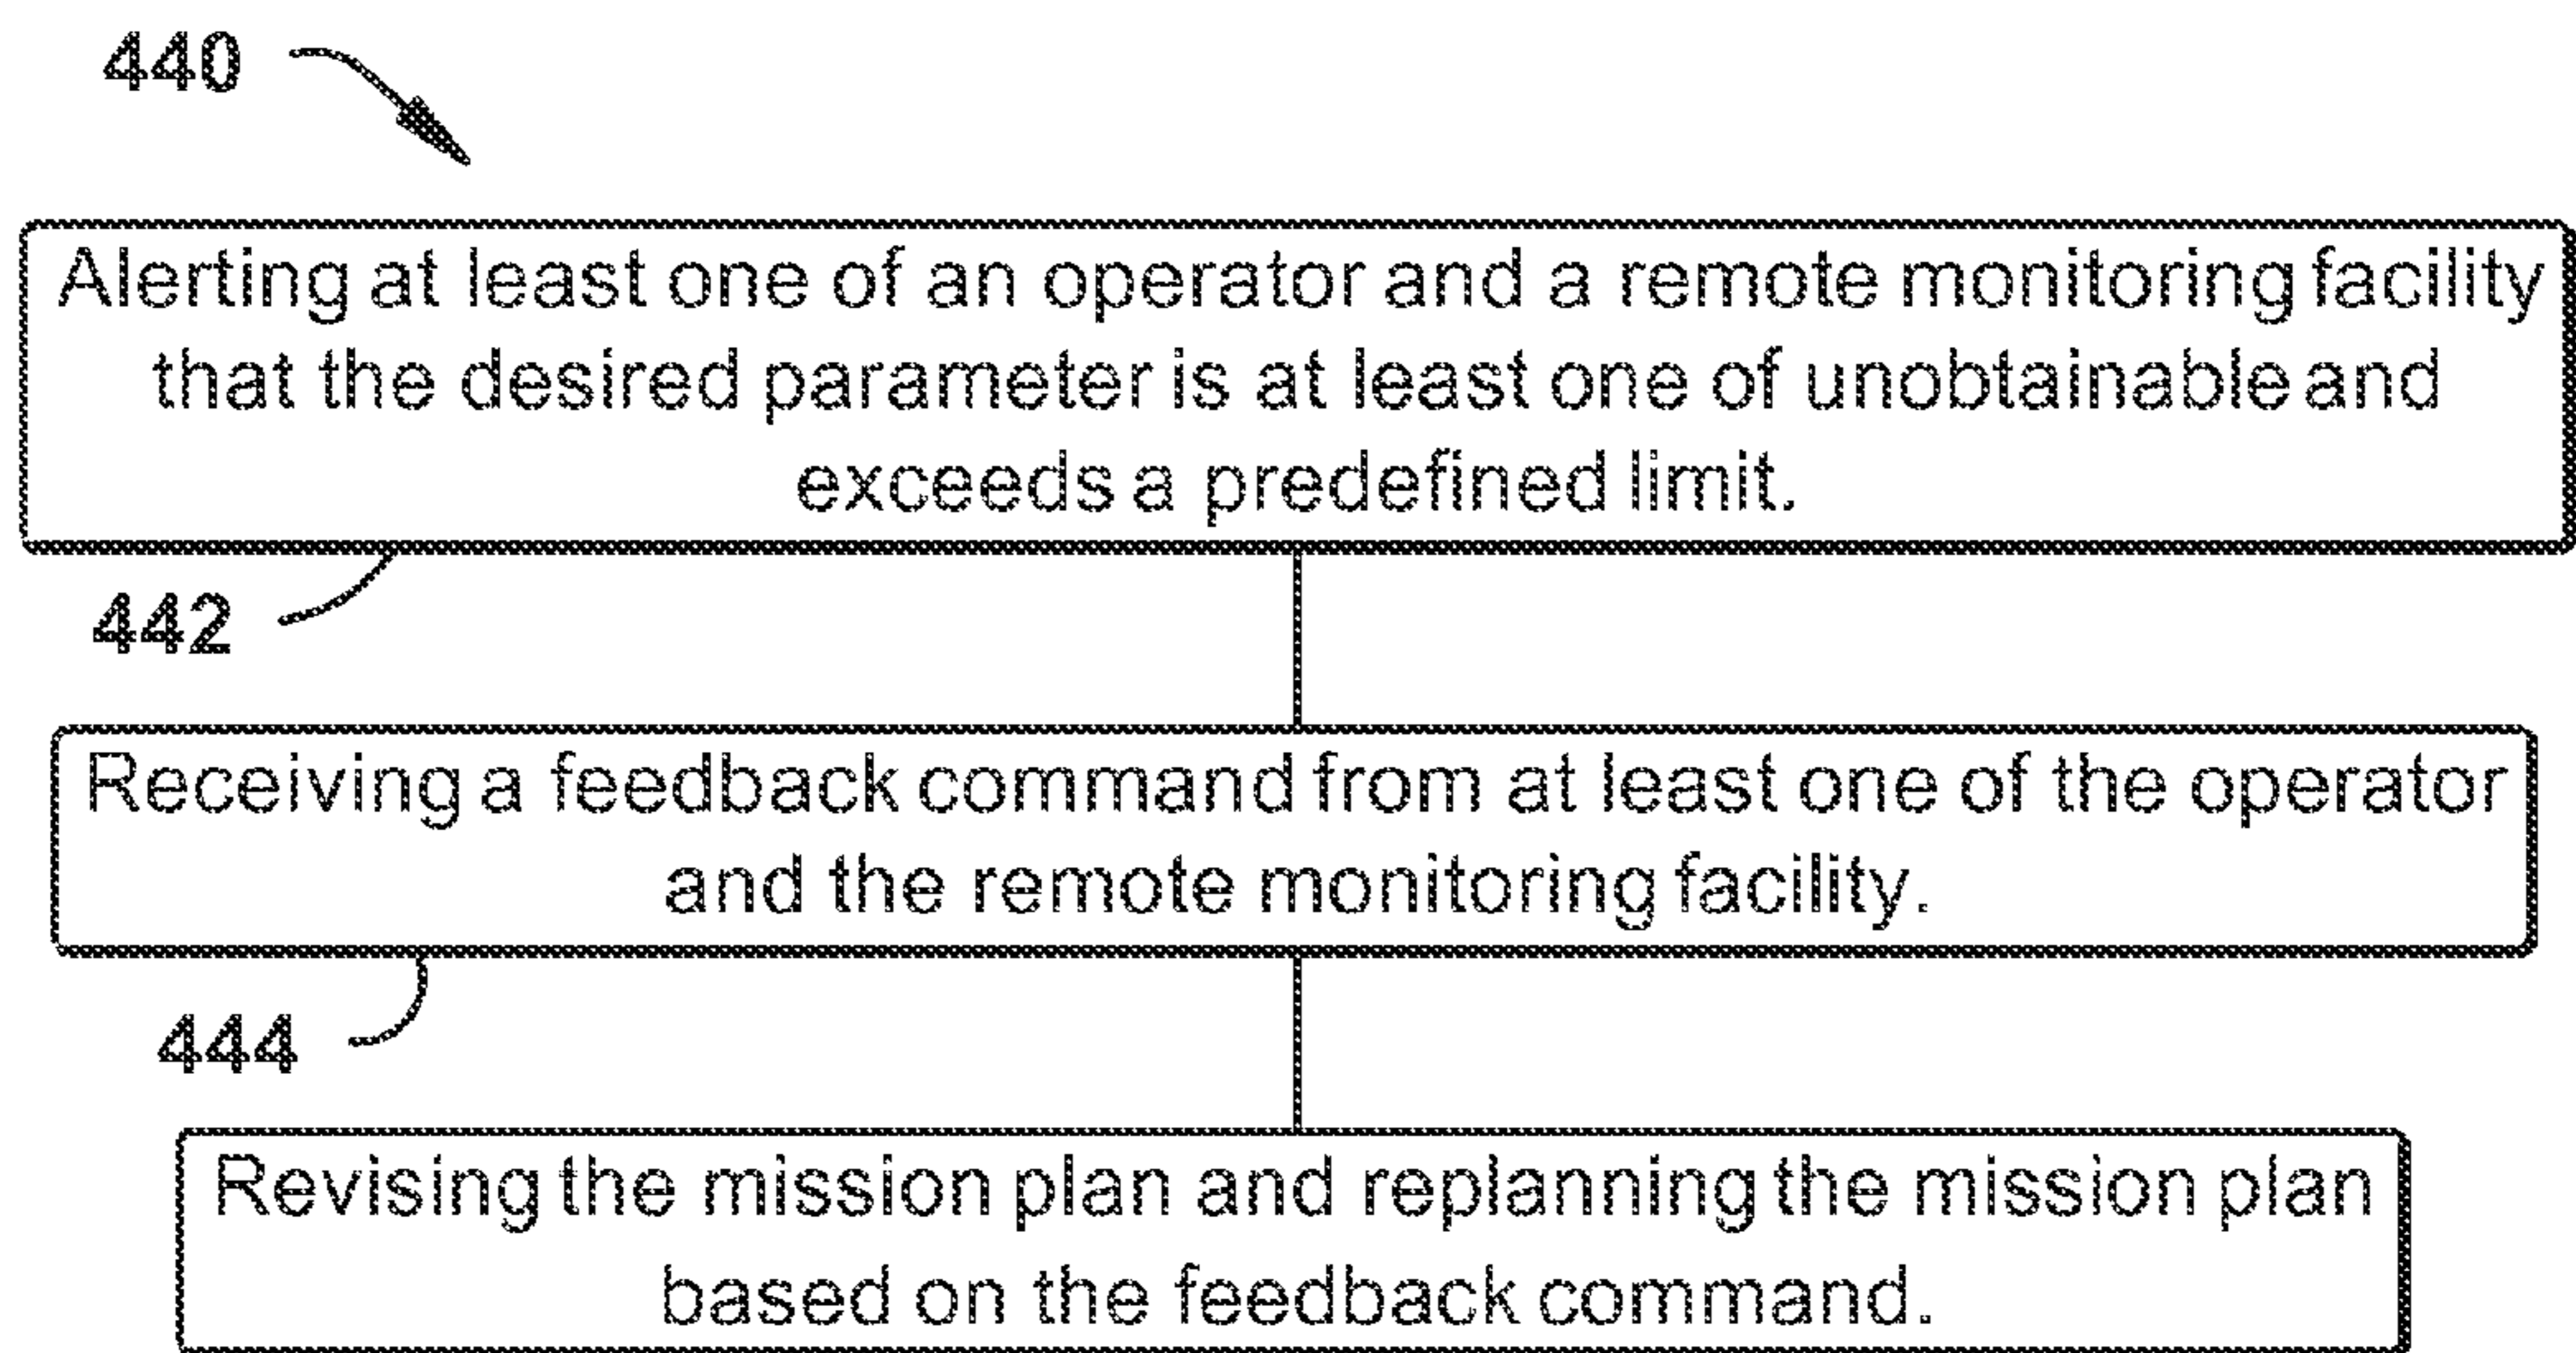 440
Alerting at least one of an operator and a remote monitoring facility
that the desired parameter is at least one of unobtainable and
exceeds a predefined limit.
442
Receiving a feedback command from at least one of the operator
and the remote monitoring facility.
444
Revising the mission plan and replanning the mission plan
based on the feedback command.